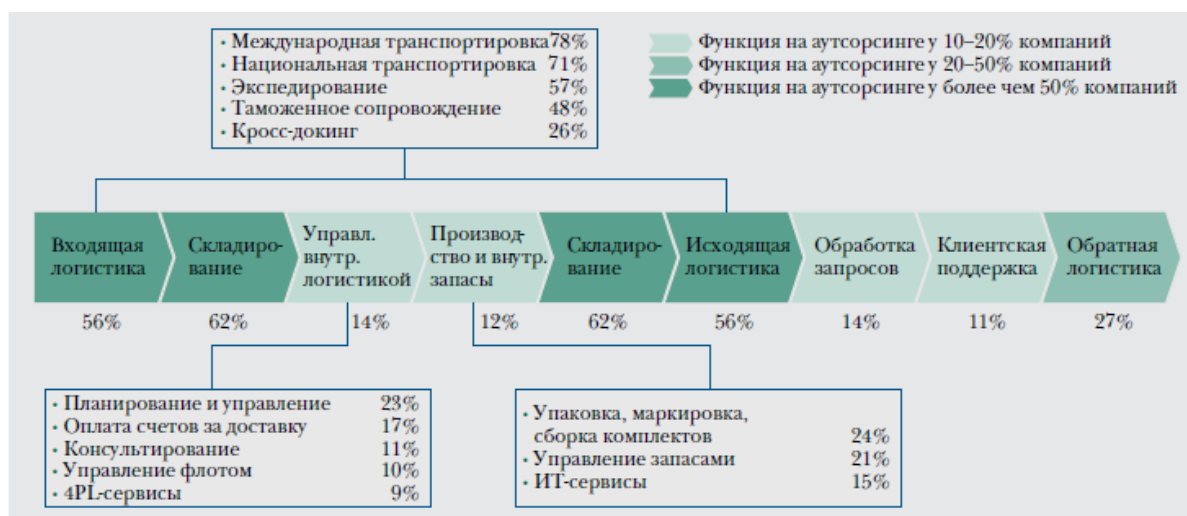 • Международная транспортировка 78%
• Национальная транспортировка 71%
• Экспедирование 57%
• Таможенное сопровождение 48%
• Кросс-докинг 26%
Функция на аутсорсинге у 10–20% компаний
Функция на аутсорсинге у 20–50% компаний
Функция на аутсорсинге у более чем 50% компаний
Входящая
логистика
56%
Складиро-
вание
62%
Управл.
внутр.
логистикой
14%
Производ-
ство и внутр.
запасы
12%
Складиро-
вание
62%
Исходящая
логистика
56%
Обработка
запросов
14%
Клиентская
поддержка
11%
Обратная
логистика
27%
• Планирование и управление 23%
• Оплата счетов за доставку 17%
• Консультирование 11%
• Управление флотом 10%
• 4PL-сервисы 9%
• Упаковка, маркировка,
сборка комплектов 24%
• Управление запасами 21%
• ИТ-сервисы 15%